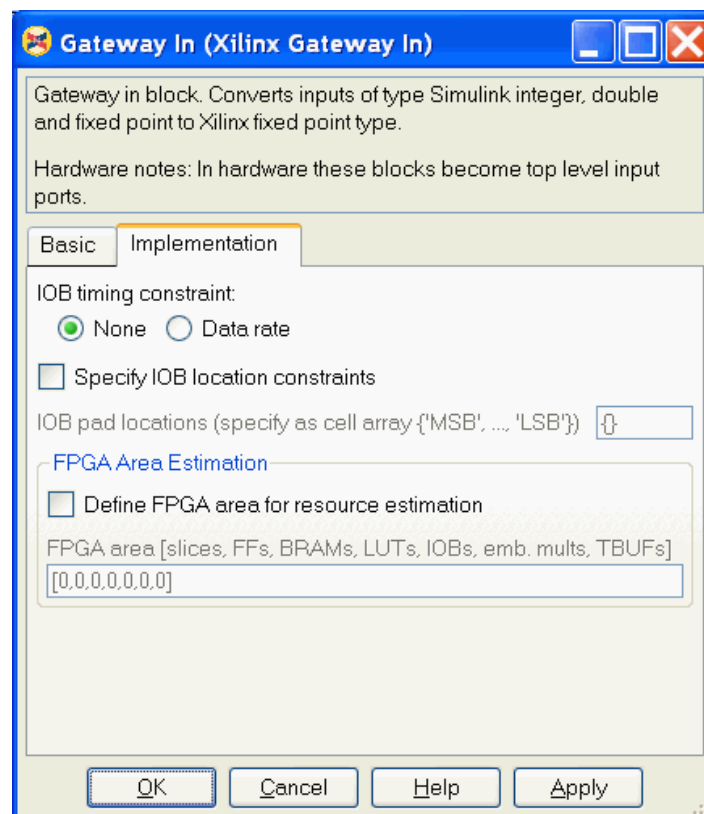 Gateway In (Xilinx Gateway In)
Gateway in block. Converts inputs of type Simulink integer, double
and fixed point to Xilinx fixed point type.
Hardware notes: In hardware these blocks become top level input
ports.
Basic Implementation
IOB timing constraint:
None Data rate
Specify IOB location constraints
IOB pad locations (specify as cell array {'MSB', ..., 'LSB'}) {}
FPGA Area Estimation
Define FPGA area for resource estimation
FPGA area [slices, FFs, BRAMs, LUTs, IOBs, emb. mults, TBUFs]
[0,0,0,0,0,0,0]
OK Cancel Help Apply